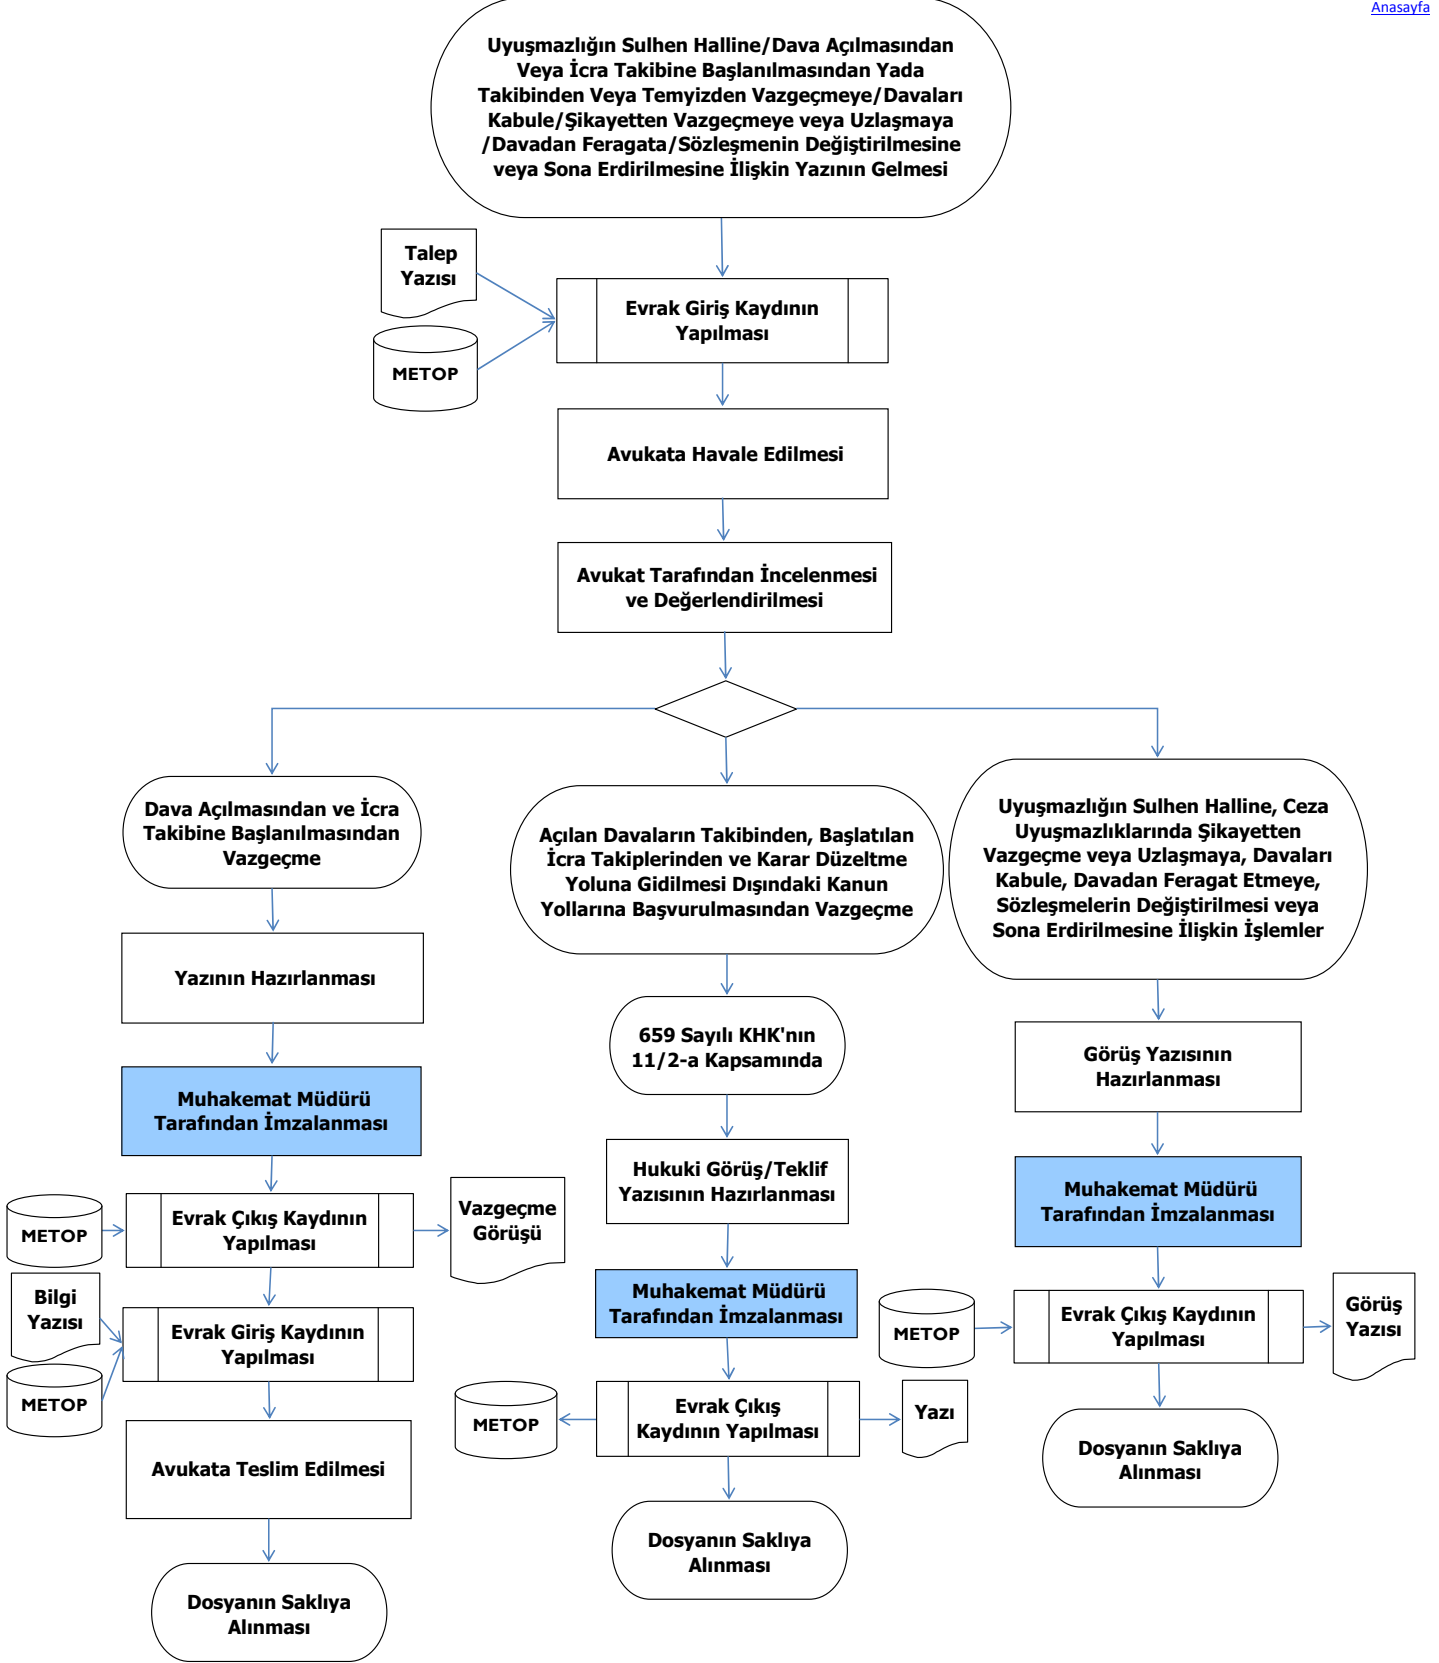 Anasayfa
Uyuşmazlığın Sulhen Halline/Dava Açılmasından
Veya İcra Takibine Başlanılmasından Yada
Takibinden Veya Temyizden Vazgeçmeye/Davaları
Kabule/Şikayetten Vazgeçmeye veya Uzlaşmaya
/Davadan Feragata/Sözleşmenin Değiştirilmesine
veya Sona Erdirilmesine İlişkin Yazının Gelmesi
Talep
Yazısı
METOP
Evrak Giriş Kaydının
Yapılması
Avukata Havale Edilmesi
Avukat Tarafından İncelenmesi
ve Değerlendirilmesi
Dava Açılmasından ve İcra
Takibine Başlanılmasından
Vazgeçme
Yazının Hazırlanması
Muhakemat Müdürü
Tarafından İmzalanması
METOP
Evrak Çıkış Kaydının
Yapılması
Vazgeçme
Görüşü
Bilgi
Yazısı
METOP
Evrak Giriş Kaydının
Yapılması
Avukata Teslim Edilmesi
Dosyanın Saklıya
Alınması
Açılan Davaların Takibinden, Başlatılan
İcra Takiplerinden ve Karar Düzeltme
Yoluna Gidilmesi Dışındaki Kanun
Yollarına Başvurulmasından Vazgeçme
659 Sayılı KHK'nın
11/2-a Kapsamında
Hukuki Görüş/Teklif
Yazısının Hazırlanması
Muhakemat Müdürü
Tarafından İmzalanması
METOP
Evrak Çıkış
Kaydının Yapılması
Yazı
Dosyanın Saklıya
Alınması
Uyuşmazlığın Sulhen Halline, Ceza
Uyuşmazlıklarında Şikayetten
Vazgeçme veya Uzlaşmaya, Davaları
Kabule, Davadan Feragat Etmeye,
Sözleşmelerin Değiştirilmesi veya
Sona Erdirilmesine İlişkin İşlemler
Görüş Yazısının
Hazırlanması
Muhakemat Müdürü
Tarafından İmzalanması
METOP
Evrak Çıkış Kaydının
Yapılması
Görüş
Yazısı
Dosyanın Saklıya
Alınması